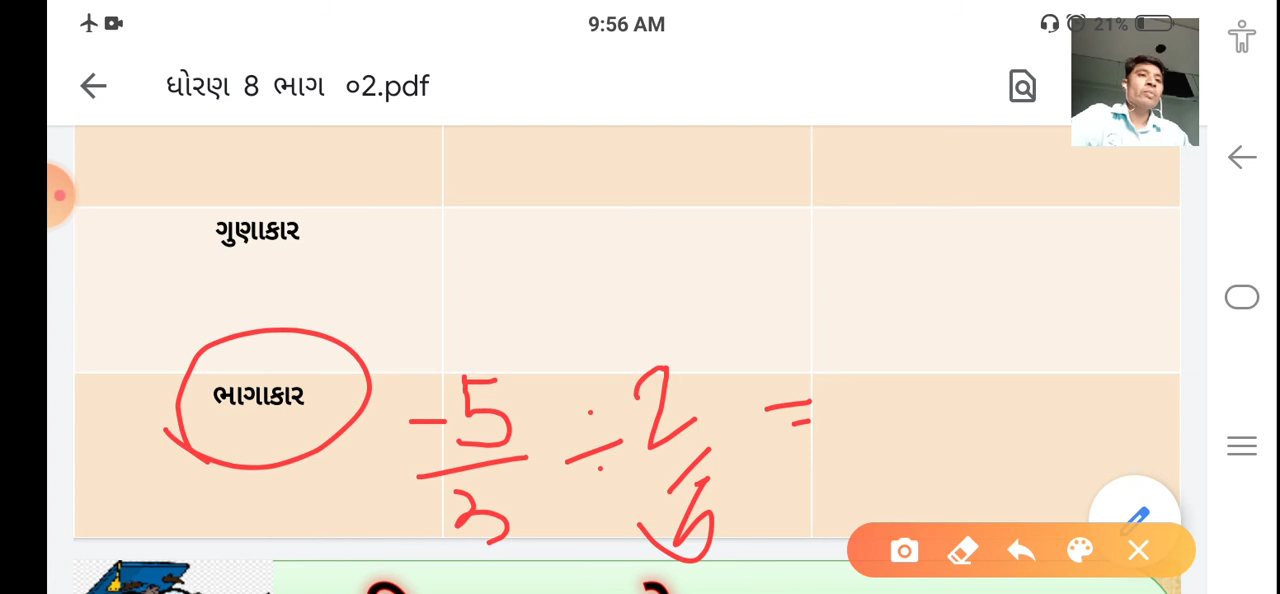 9:56 AM
21%
ધોરણ 8 ભાગ ૦2.pdf
ગુણાકાર
ભાગાકાર
-5/3 ÷ 2/6 =